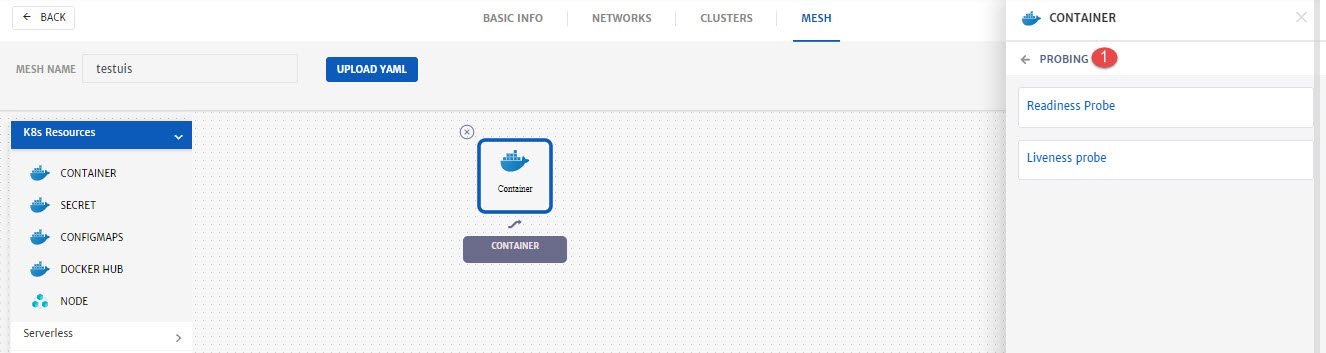 BACK
BASIC INFO
NETWORKS
CLUSTERS
MESH
MESH NAME
testuis
UPLOAD YAML
K8s Resources
CONTAINER
SECRET
CONFIGMAPS
DOCKER HUB
NODE
Serverless
Container
CONTAINER
CONTAINER
PROBING 1
Readiness Probe
Liveness probe